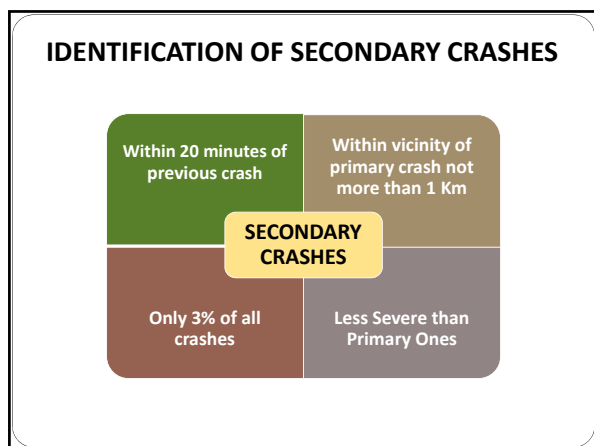 IDENTIFICATION OF SECONDARY CRASHES
Within 20 minutes of
previous crash
Within vicinity of
primary crash not
more than 1 Km
SECONDARY
CRASHES
Only 3% of all
crashes
Less Severe than
Primary Ones